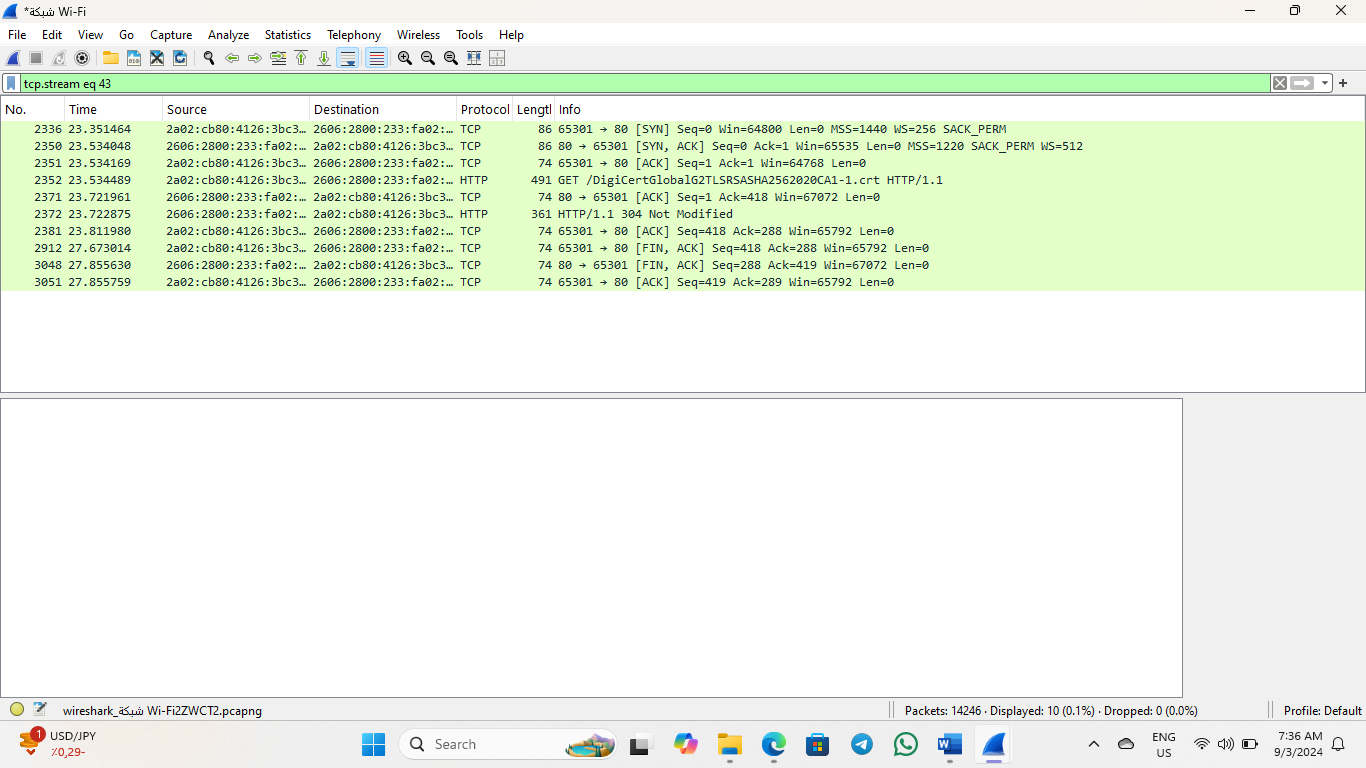 *شبكة Wi-Fi
File Edit View Go Capture Analyze Statistics Telephony Wireless Tools Help
tcp.stream eq 43
No. Time Source Destination Protocol Lengtl Info
2336 23.351464 2a02:cb80:4126:3bc3… 2606:2800:233:fa02:… TCP 86 65301 → 80 [SYN] Seq=0 Win=64800 Len=0 MSS=1440 WS=256 SACK_PERM
2350 23.534048 2606:2800:233:fa02:… 2a02:cb80:4126:3bc3… TCP 86 80 → 65301 [SYN, ACK] Seq=0 Ack=1 Win=65535 Len=0 MSS=1220 SACK_PERM WS=512
2351 23.534169 2a02:cb80:4126:3bc3… 2606:2800:233:fa02:… TCP 74 65301 → 80 [ACK] Seq=1 Ack=1 Win=64768 Len=0
2352 23.534489 2a02:cb80:4126:3bc3… 2606:2800:233:fa02:… HTTP 491 GET /DigiCertGlobalG2TLSRSASHA2562020CA1-1.crt HTTP/1.1
2371 23.721961 2606:2800:233:fa02:… 2a02:cb80:4126:3bc3… TCP 74 80 → 65301 [ACK] Seq=1 Ack=418 Win=67072 Len=0
2372 23.722875 2606:2800:233:fa02:… 2a02:cb80:4126:3bc3… HTTP 361 HTTP/1.1 304 Not Modified
2381 23.811980 2a02:cb80:4126:3bc3… 2606:2800:233:fa02:… TCP 74 65301 → 80 [ACK] Seq=418 Ack=288 Win=65792 Len=0
2912 27.673014 2a02:cb80:4126:3bc3… 2606:2800:233:fa02:… TCP 74 65301 → 80 [FIN, ACK] Seq=418 Ack=288 Win=65792 Len=0
3048 27.855630 2606:2800:233:fa02:… 2a02:cb80:4126:3bc3… TCP 74 80 → 65301 [FIN, ACK] Seq=288 Ack=419 Win=67072 Len=0
3051 27.855759 2a02:cb80:4126:3bc3… 2606:2800:233:fa02:… TCP 74 65301 → 80 [ACK] Seq=419 Ack=289 Win=65792 Len=0
wireshark_شبكة Wi-Fi2ZWCT2.pcapng Packets: 14246 · Displayed: 10 (0.1%) · Dropped: 0 (0.0%) Profile: Default
1 USD/JPY
٪0,29-
Search
ENG
US
7:36 AM
9/3/2024